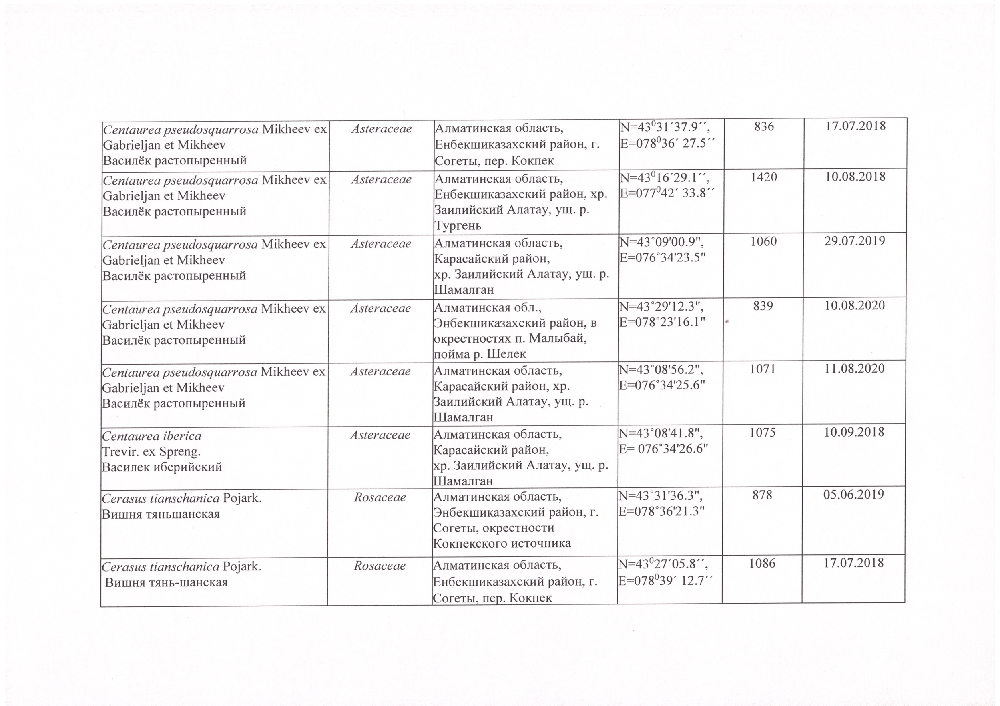 Centaurea pseudosquarrosa Mikheev ex
Gabrieljan et Mikheev
Василёк растопыренный
Asteraceae
Алматинская область,
Енбекшиказахский район, г.
Согеты, пер. Кокпек
N=43⁰31´37.9´´,
E=078⁰36´ 27.5´´
836
17.07.2018
Centaurea pseudosquarrosa Mikheev ex
Gabrieljan et Mikheev
Василёк растопыренный
Asteraceae
Алматинская область,
Енбекшиказахский район, хр.
Заилийский Алатау, ущ. р.
Тургень
N=43⁰16´29.1´´,
E=077⁰42´ 33.8´´
1420
10.08.2018
Centaurea pseudosquarrosa Mikheev ex
Gabrieljan et Mikheev
Василёк растопыренный
Asteraceae
Алматинская область,
Карасайский район,
хр. Заилийский Алатау, ущ. р.
Шамалган
N=43°09'00.9",
E=076°34'23.5"
1060
29.07.2019
Centaurea pseudosquarrosa Mikheev ex
Gabrieljan et Mikheev
Василёк растопыренный
Asteraceae
Алматинская обл.,
Энбекшиказахский район, в
окрестностях п. Малыбай,
пойма р. Шелек
N=43°29'12.3",
E=078°23'16.1"
839
10.08.2020
Centaurea pseudosquarrosa Mikheev ex
Gabrieljan et Mikheev
Василёк растопыренный
Asteraceae
Алматинская область,
Карасайский район, хр.
Заилийский Алатау, ущ. р.
Шамалган
N=43°08'56.2",
E=076°34'25.6"
1071
11.08.2020
Centaurea iberica
Trevir. ex Spreng.
Василек иберийский
Asteraceae
Алматинская область,
Карасайский район,
хр. Заилийский Алатау, ущ. р.
Шамалган
N=43°08'41.8",
E= 076°34'26.6"
1075
10.09.2018
Cerasus tianschanica Pojark.
Вишня тяньшанская
Rosaceae
Алматинская область,
Энбекшиказахский район, г.
Согеты, окрестности
Кокпекского источника
N=43°31'36.3",
E=078°36'21.3"
878
05.06.2019
Cerasus tianschanica Pojark.
Вишня тянь-шанская
Rosaceae
Алматинская область,
Енбекшиказахский район, г.
Согеты, пер. Кокпек
N=43⁰27´05.8´´,
E=078⁰39´ 12.7´´
1086
17.07.2018